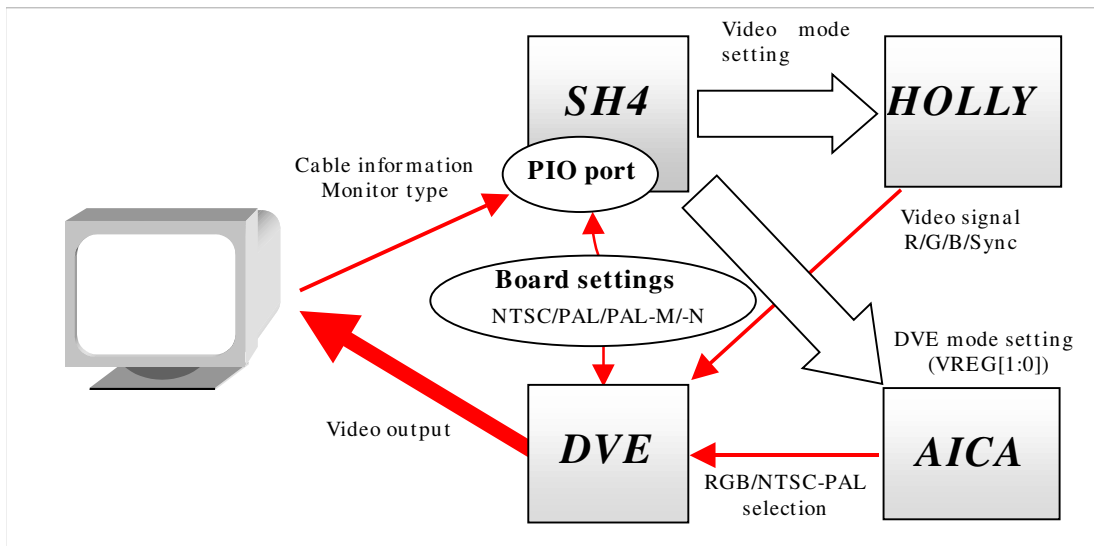 Video mode
setting
SH4
HOLLY
PIO port
Cable information
Monitor type
Video signal
R/G/B/Sync
Board settings
NTSC/PAL/PAL-M/-N
DVE mode setting
(VREG[1:0])
Video output
DVE
AICA
RGB/NTSC-PAL
selection